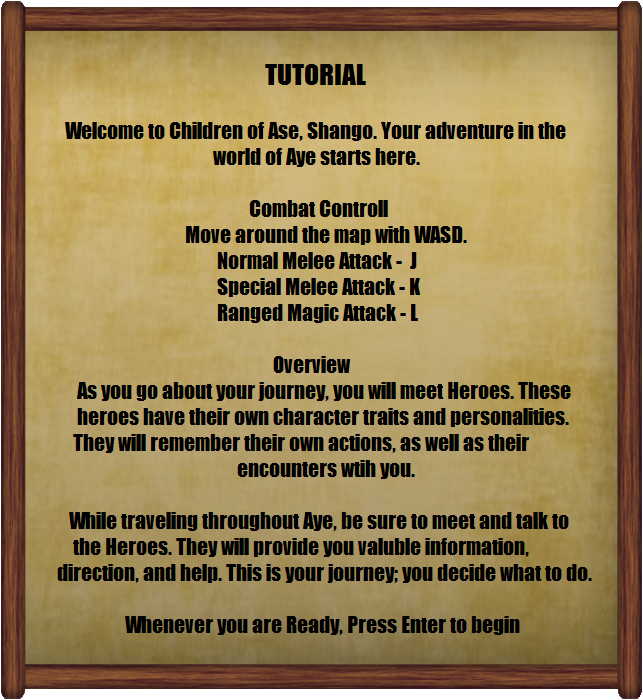 TUTORIAL
Welcome to Children of Ase, Shango. Your adventure in the
world of Aye starts here.
Combat Controll
Move around the map with WASD.
Normal Melee Attack - J
Special Melee Attack - K
Ranged Magic Attack - L
Overview
As you go about your journey, you will meet Heroes. These
heroes have their own character traits and personalities.
They will remember their own actions, as well as their
encounters wtih you.
While traveling throughout Aye, be sure to meet and talk to
the Heroes. They will provide you valuble information,
direction, and help. This is your journey; you decide what to do.
Whenever you are Ready, Press Enter to begin